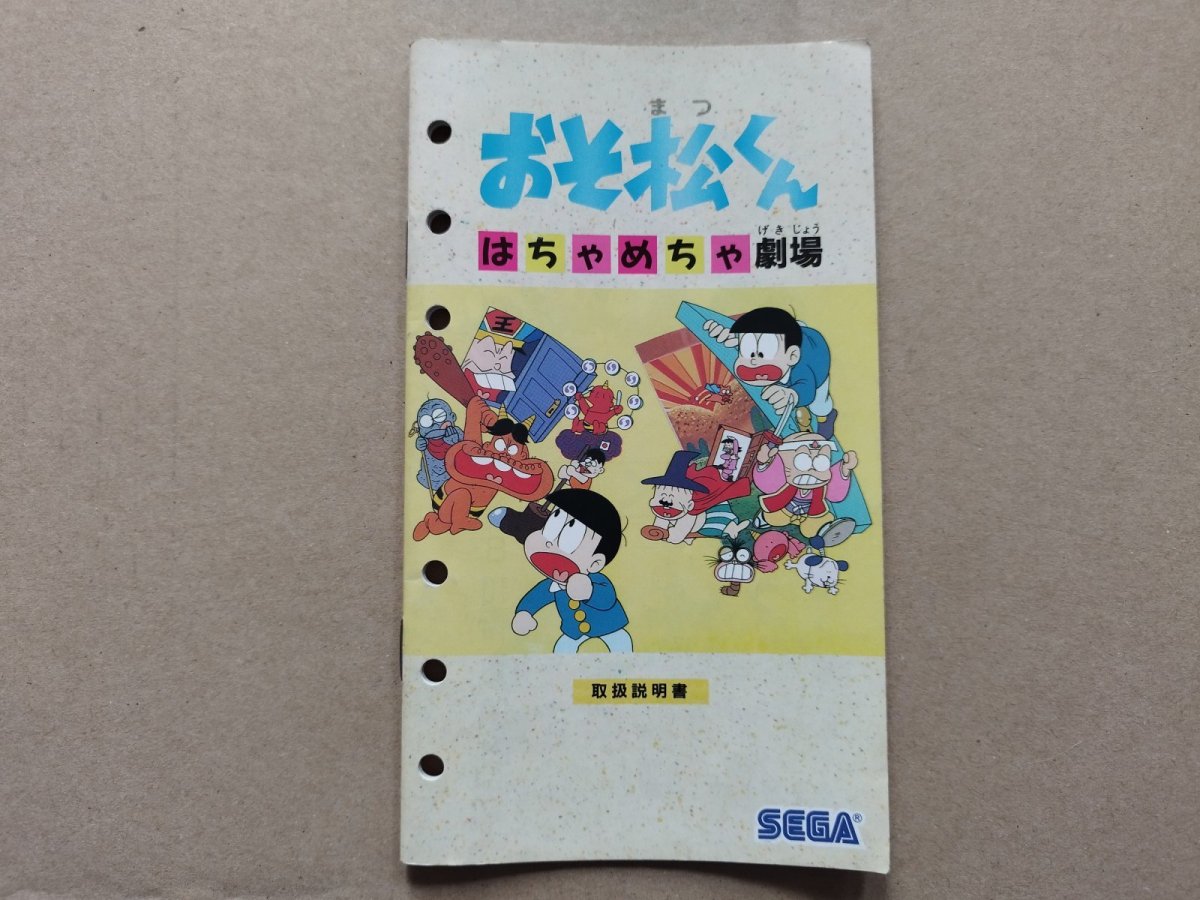 まつ
おそ松くん
げきじょう
はちゃめちゃ劇場
王
取扱説明書
SEGA®